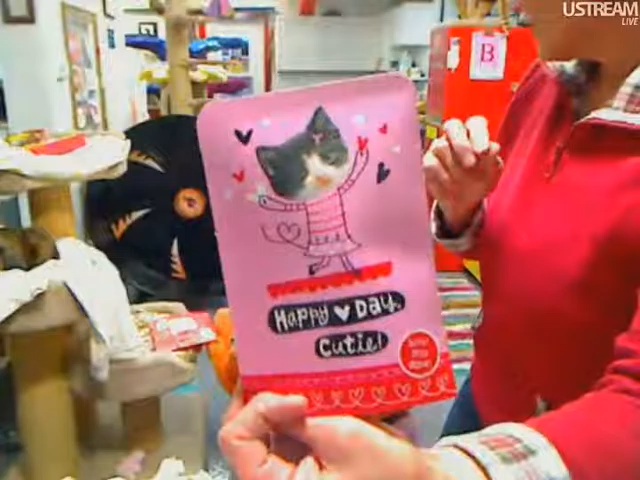 USTREAM
LIVE
B
Happy ♥ Day,
Cutie!